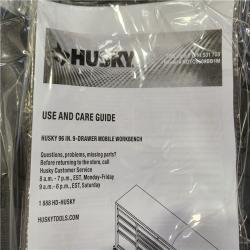 HUSKY
USE AND CARE GUIDE
HUSKY 96 IN. 9-DRAWER MOBILE WORKBENCH
Questions, problems, missing parts?
Before returning to the store, call
Husky Customer Service
8 a.m. - 7 p.m., EST, Monday-Friday
9 a.m. - 6 p.m., EST, Saturday
1 888 HD-HUSKY
HUSKYTOOLS.COM